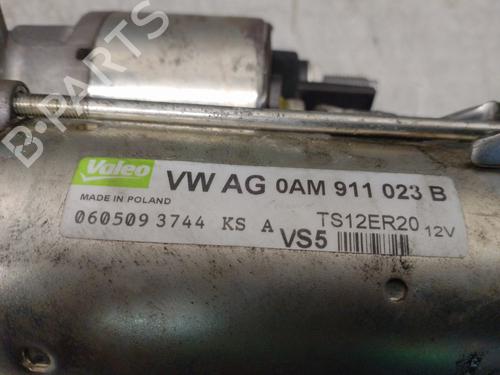 Valeo
VW AG 0AM 911 023 B
MADE IN POLAND
060509 3744 KS A
TS12ER20 12V
VS5
B-PARTS